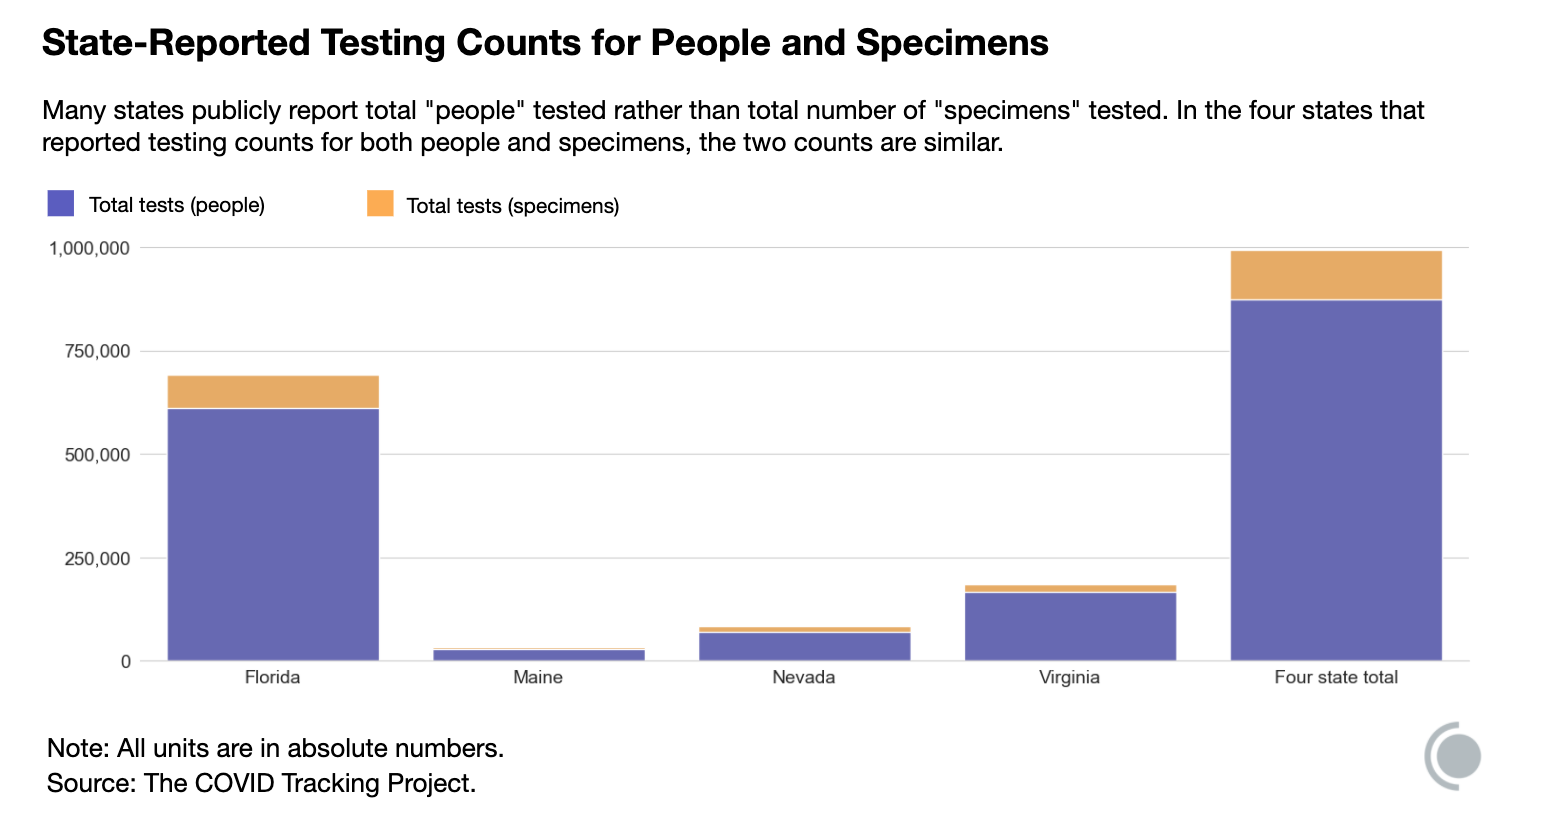 State-Reported Testing Counts for People and Specimens
Many states publicly report total "people" tested rather than total number of "specimens" tested. In the four states that
reported testing counts for both people and specimens, the two counts are similar.
Total tests (people)
Total tests (specimens)
1,000,000
750,000
500,000
250,000
0
Florida
Maine
Nevada
Virginia
Four state total
Note: All units are in absolute numbers.
Source: The COVID Tracking Project.